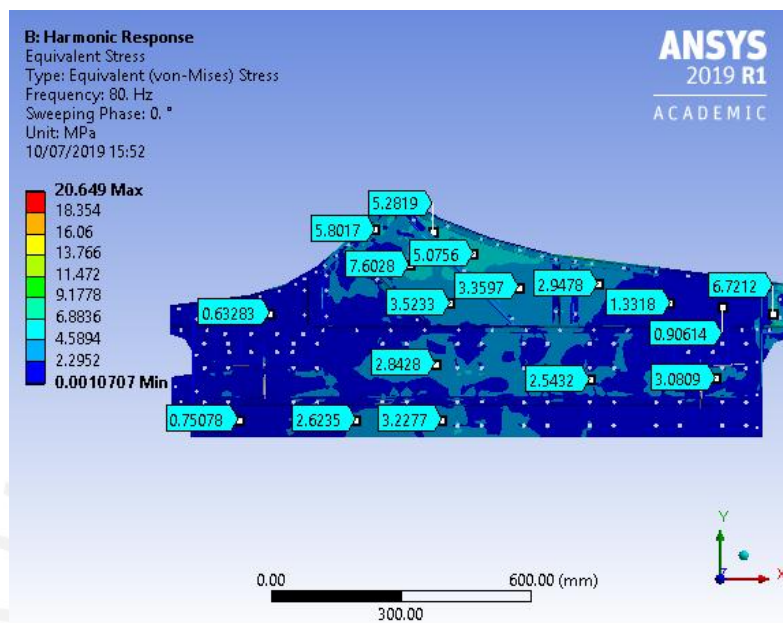 B: Harmonic Response
Equivalent Stress
Type: Equivalent (von-Mises) Stress
Frequency: 80. Hz
Sweeping Phase: 0. °
Unit: MPa
10/07/2019 15:52
ANSYS
2019 R1
ACADEMIC
20.649 Max
18.354
16.06
13.766
11.472
9.1778
6.8836
4.5894
2.2952
0.0010707 Min
5.2819
5.8017
5.0756
7.6028
3.3597
2.9478
6.7212
3.5233
1.3318
0.63283
0.90614
2.8428
2.5432
3.0809
0.75078
2.6235
3.2277
Y
Z
X
0.00
600.00 (mm)
300.00